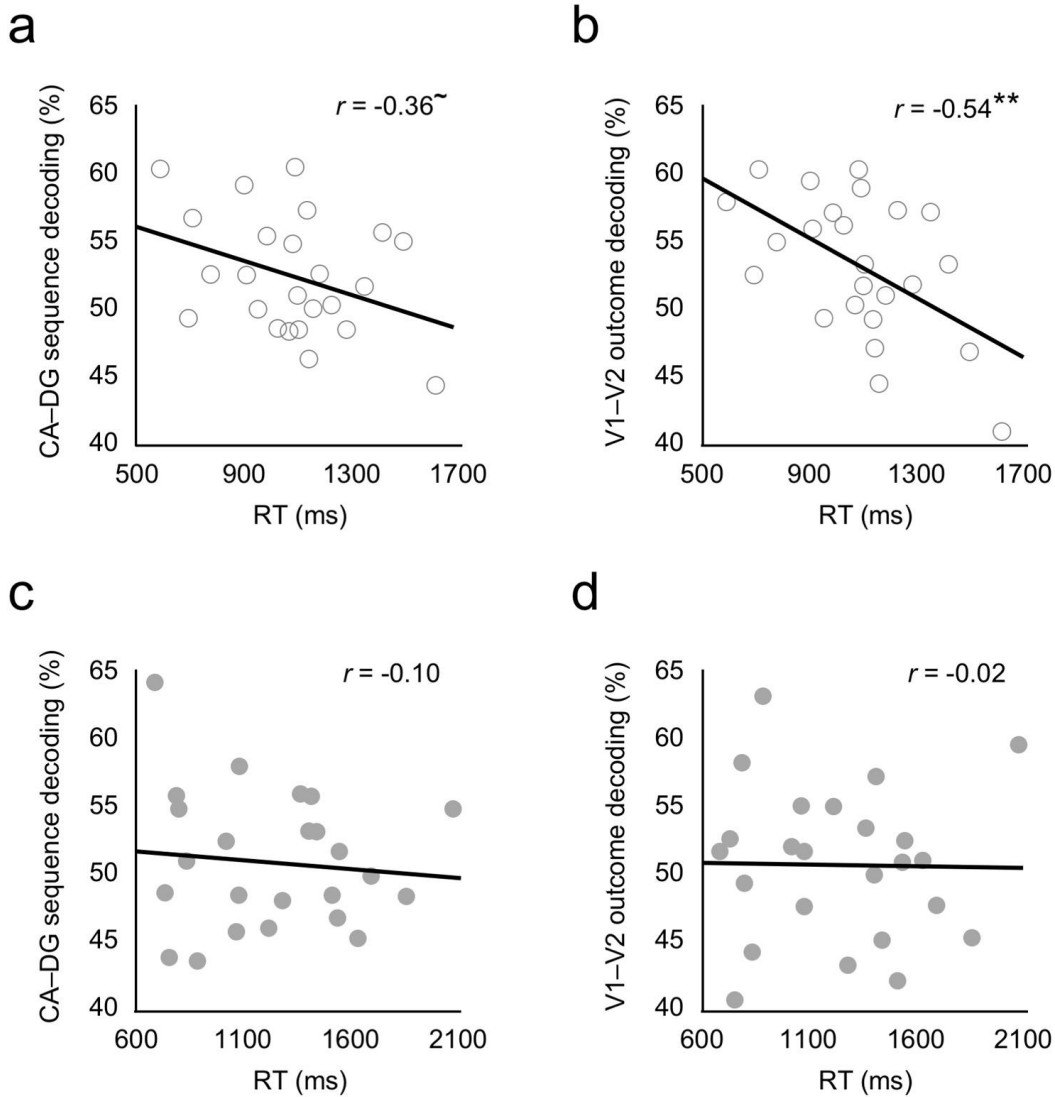 a
CA–DG sequence decoding (%)
r = -0.36~
65
60
55
50
45
40
500 900 1300 1700
RT (ms)
b
V1–V2 outcome decoding (%)
r = -0.54**
65
60
55
50
45
40
500 900 1300 1700
RT (ms)
c
CA–DG sequence decoding (%)
r = -0.10
65
60
55
50
45
40
600 1100 1600 2100
RT (ms)
d
V1–V2 outcome decoding (%)
r = -0.02
65
60
55
50
45
40
600 1100 1600 2100
RT (ms)